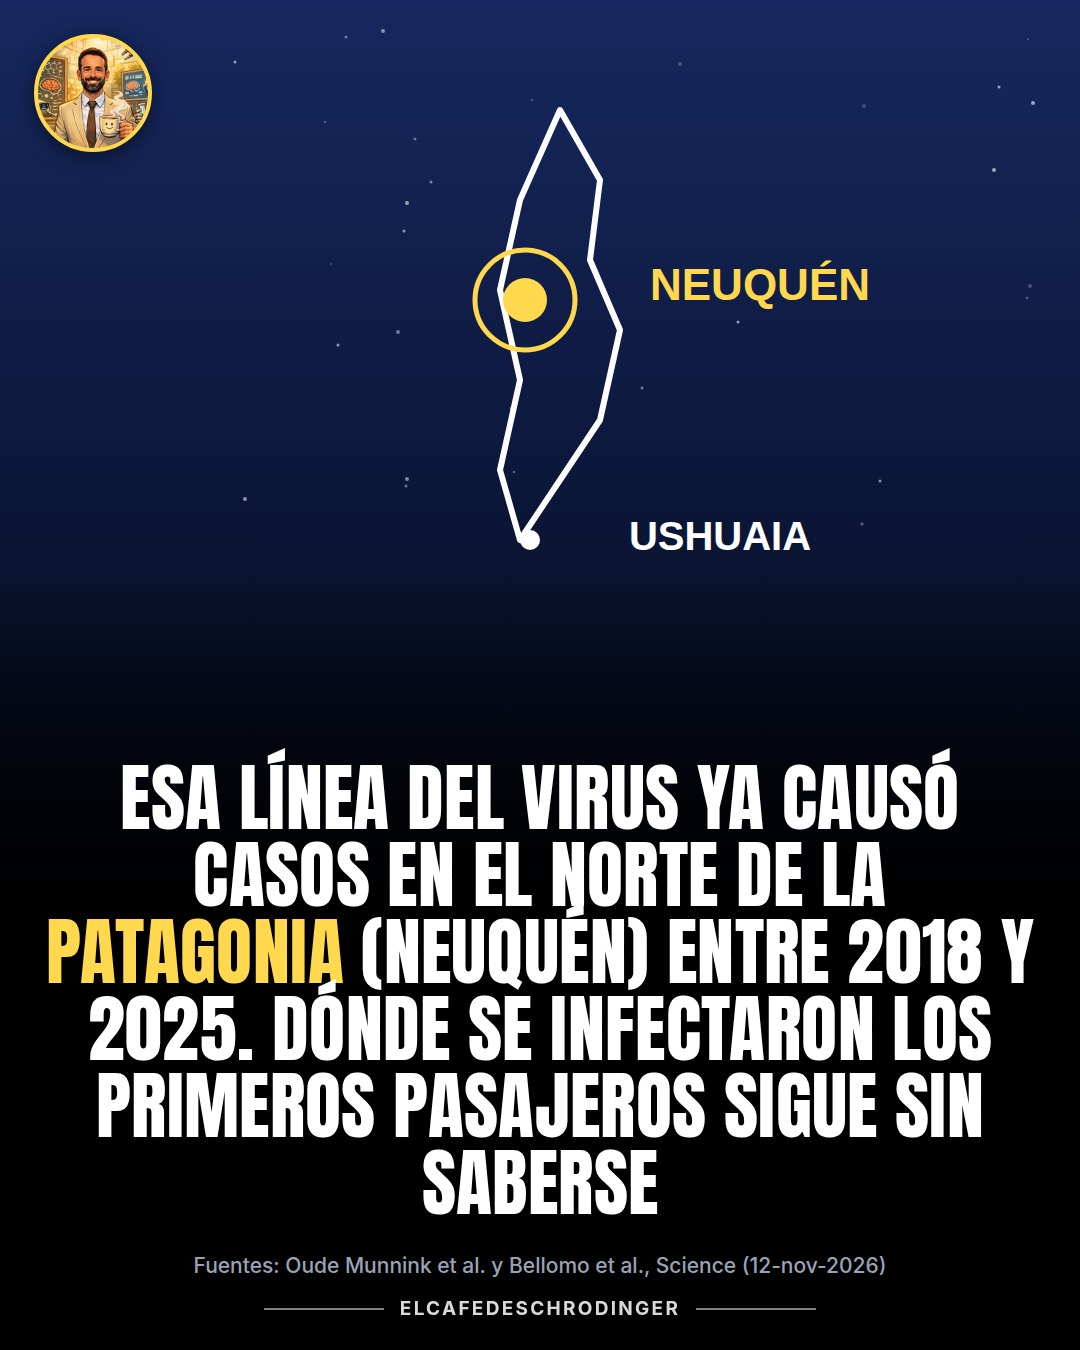 NEUQUÉN
USHUAIA
ESA LÍNEA DEL VIRUS YA CAUSÓ
CASOS EN EL NORTE DE LA
PATAGONIA (NEUQUÉN) ENTRE 2018 Y
2025. DÓNDE SE INFECTARON LOS
PRIMEROS PASAJEROS SIGUE SIN
SABERSE
Fuentes: Oude Munnink et al. y Bellomo et al., Science (12-nov-2026)
ELCAFEDESCHRODINGER